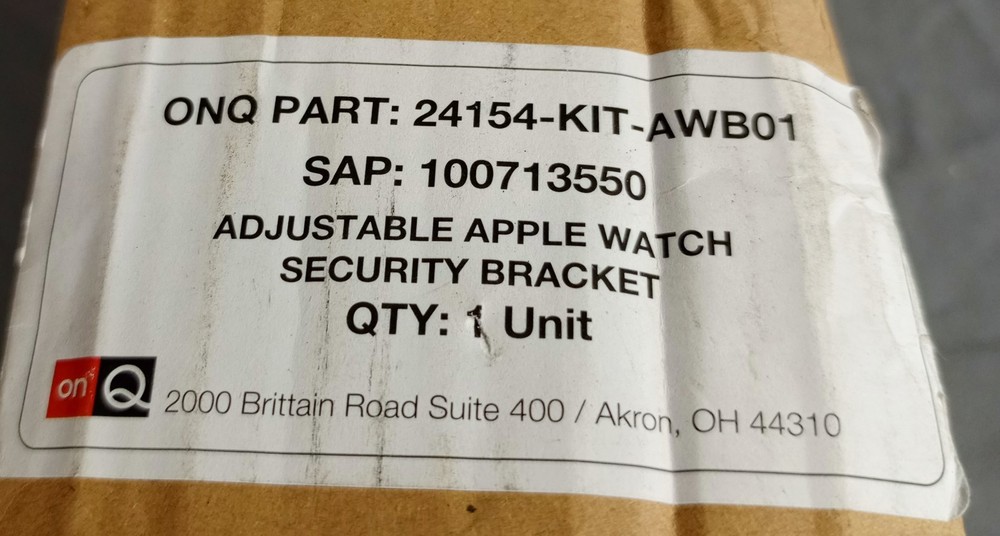 ONQ PART: 24154-KIT-AWB01
SAP: 100713550
ADJUSTABLE APPLE WATCH
SECURITY BRACKET
QTY: 1 Unit
onQ 2000 Brittain Road Suite 400 / Akron, OH 44310